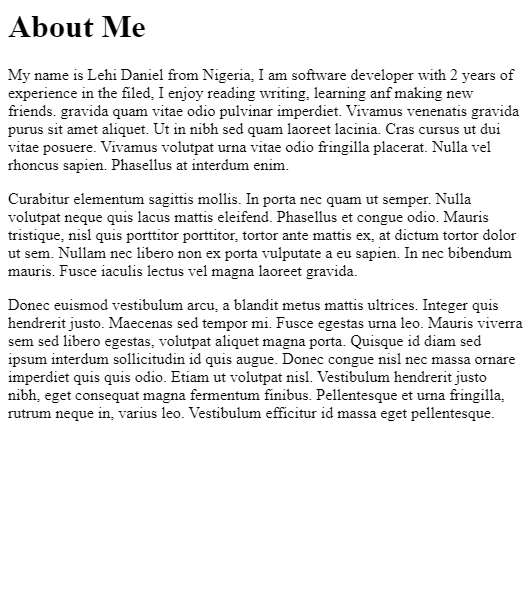 About Me
My name is Lehi Daniel from Nigeria, I am software developer with 2 years of
experience in the filed, I enjoy reading writing, learning anf making new
friends. gravida quam vitae odio pulvinar imperdiet. Vivamus venenatis gravida
purus sit amet aliquet. Ut in nibh sed quam laoreet lacinia. Cras cursus ut dui
vitae posuere. Vivamus volutpat urna vitae odio fringilla placerat. Nulla vel
rhoncus sapien. Phasellus at interdum enim.
Curabitur elementum sagittis mollis. In porta nec quam ut semper. Nulla
volutpat neque quis lacus mattis eleifend. Phasellus et congue odio. Mauris
tristique, nisl quis porttitor porttitor, tortor ante mattis ex, at dictum tortor dolor
ut sem. Nullam nec libero non ex porta vulputate a eu sapien. In nec bibendum
mauris. Fusce iaculis lectus vel magna laoreet gravida.
Donec euismod vestibulum arcu, a blandit metus mattis ultrices. Integer quis
hendrerit justo. Maecenas sed tempor mi. Fusce egestas urna leo. Mauris viverra
sem sed libero egestas, volutpat aliquet magna porta. Quisque id diam sed
ipsum interdum sollicitudin id quis augue. Donec congue nisl nec massa ornare
imperdiet quis quis odio. Etiam ut volutpat nisl. Vestibulum hendrerit justo
nibh, eget consequat magna fermentum finibus. Pellentesque et urna fringilla,
rutrum neque in, varius leo. Vestibulum efficitur id massa eget pellentesque.